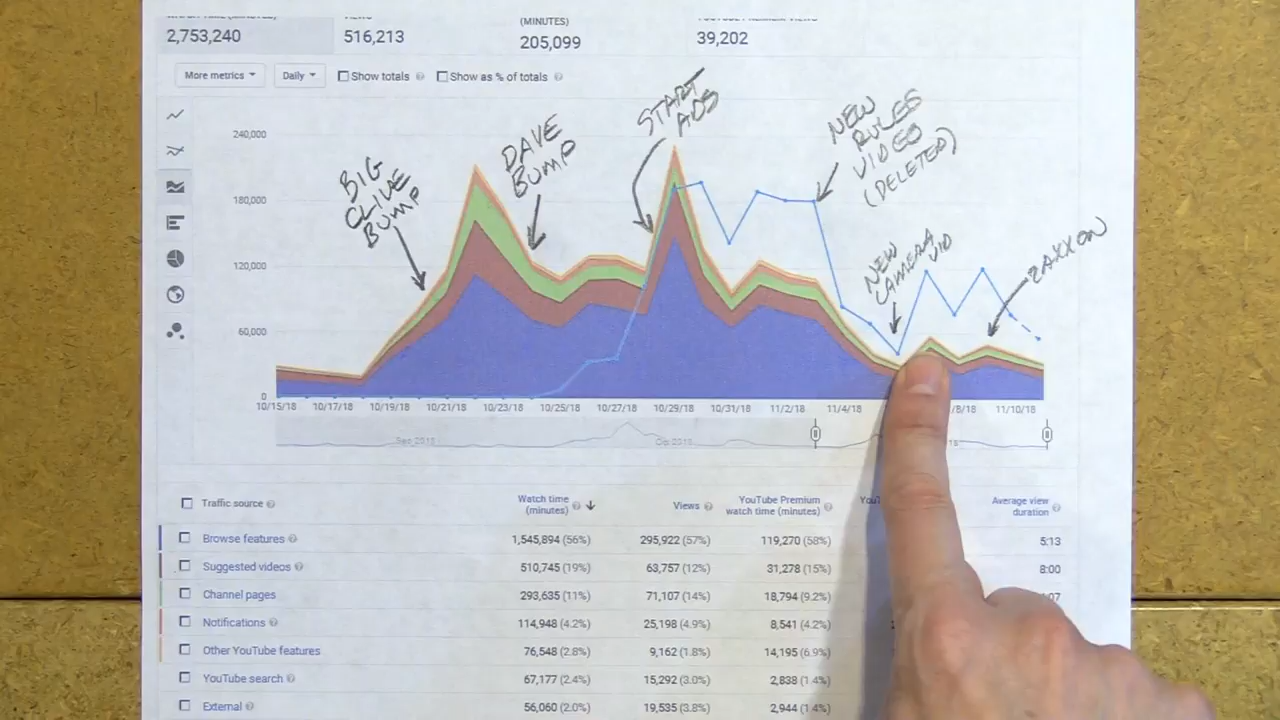 2,753,240
516,213
(MINUTES)
205,099
39,202
More metrics
Daily
Show totals
Show as % of totals
240,000
180,000
120,000
60,000
0
BIG
CLIVE
BUMP
DAVE
BUMP
START
ADS
NEW
RULES
VIDEO
(DELETED)
NEW
CAMERA
VID
ZAXXON
10/15/18
10/17/18
10/19/18
10/21/18
10/23/18
10/25/18
10/27/18
10/29/18
10/31/18
11/2/18
11/4/18
/8/18
11/10/18
Sep 2018
Oct 2018
Traffic source
Watch time
(minutes)
Views
YouTube Premium
watch time (minutes)
Average view
duration
Browse features
1,545,894 (56%)
295,922 (57%)
119,270 (58%)
5:13
Suggested videos
510,745 (19%)
63,757 (12%)
31,278 (15%)
8:00
Channel pages
293,635 (11%)
71,107 (14%)
18,794 (9.2%)
:07
Notifications
114,948 (4.2%)
25,198 (4.9%)
8,541 (4.2%)
Other YouTube features
76,548 (2.8%)
9,162 (1.8%)
14,195 (6.9%)
YouTube search
67,177 (2.4%)
15,292 (3.0%)
2,838 (1.4%)
External
56,060 (2.0%)
19,535 (3.8%)
2,944 (1.4%)